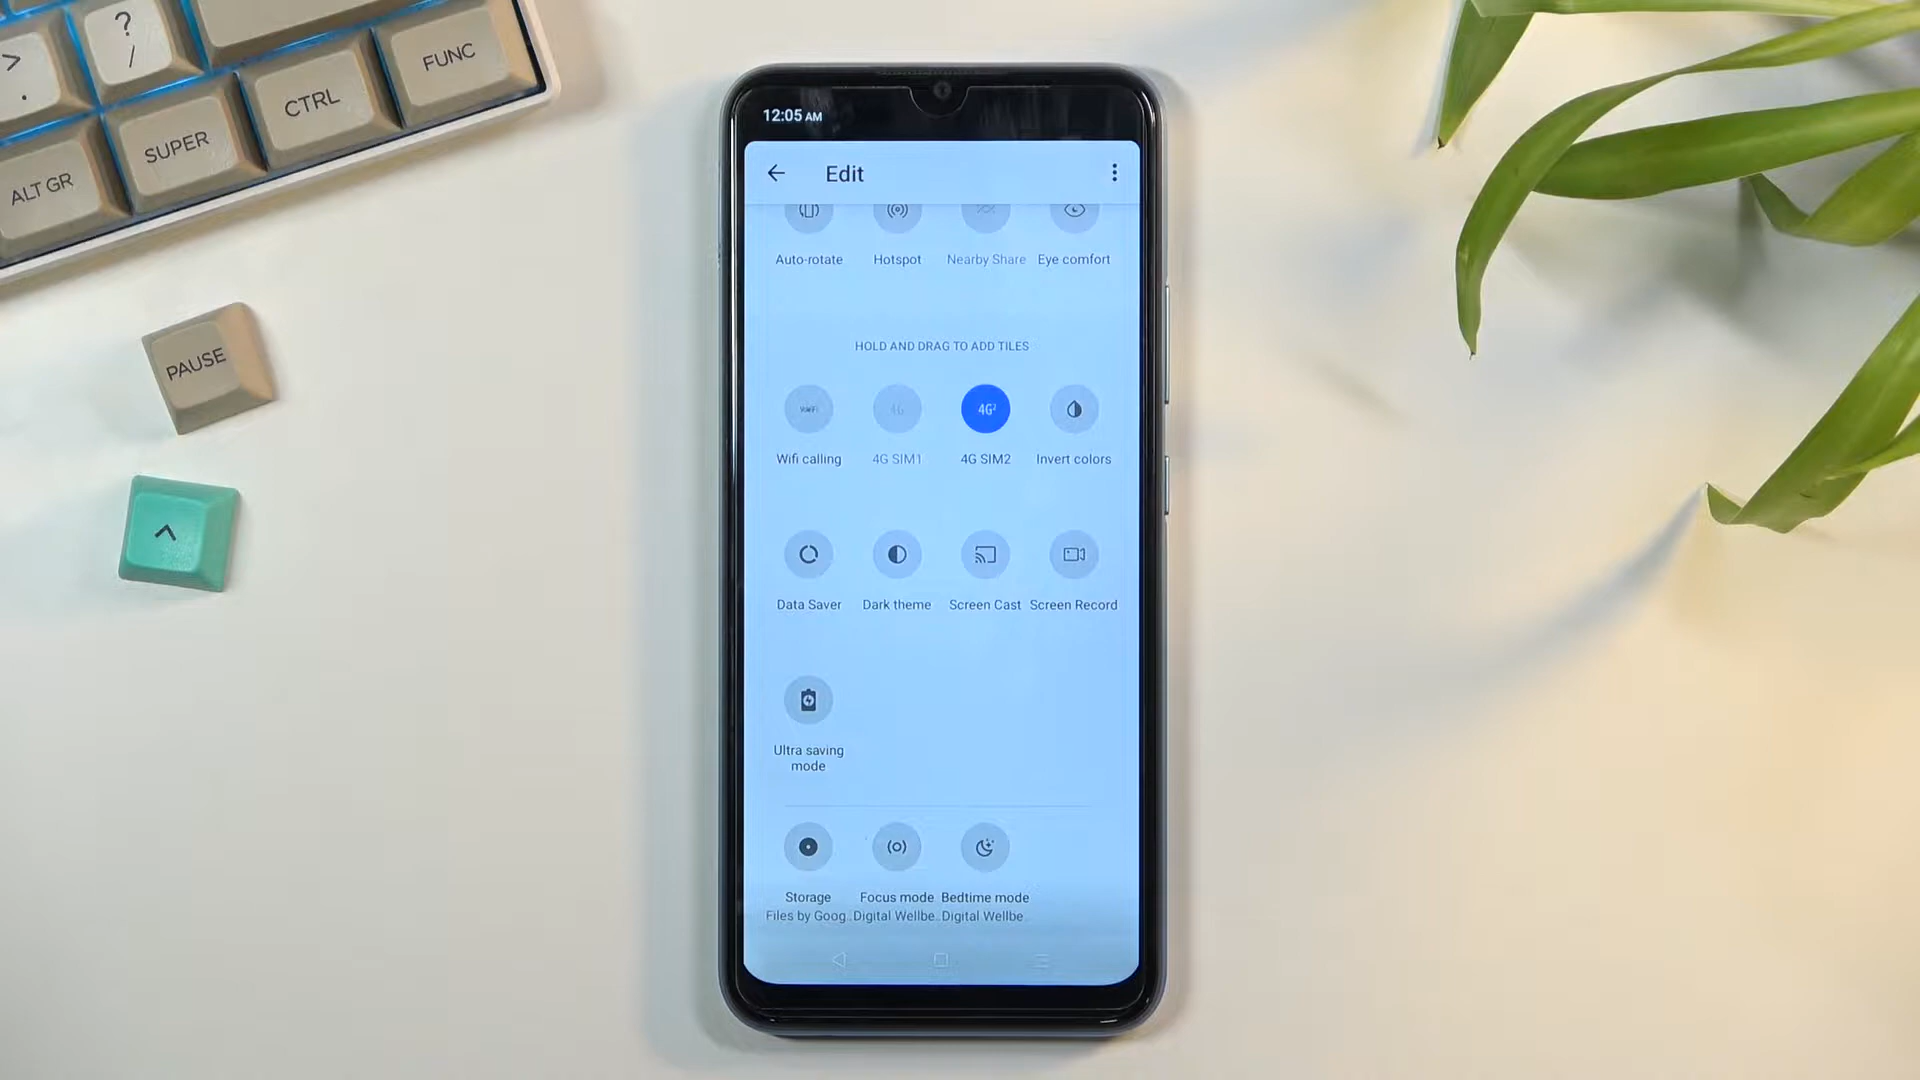 >
.
?
/
FUNC
CTRL
SUPER
ALT GR
PAUSE
^
12:05 AM
Edit
Auto-rotate Hotspot Nearby Share Eye comfort
HOLD AND DRAG TO ADD TILES
VoWiFi 4G 4G²
Wifi calling 4G SIM1 4G SIM2 Invert colors
Data Saver Dark theme Screen Cast Screen Record
Ultra saving
mode
Storage Focus mode Bedtime mode
Files by Goog.. Digital Wellbe.. Digital Wellbe..